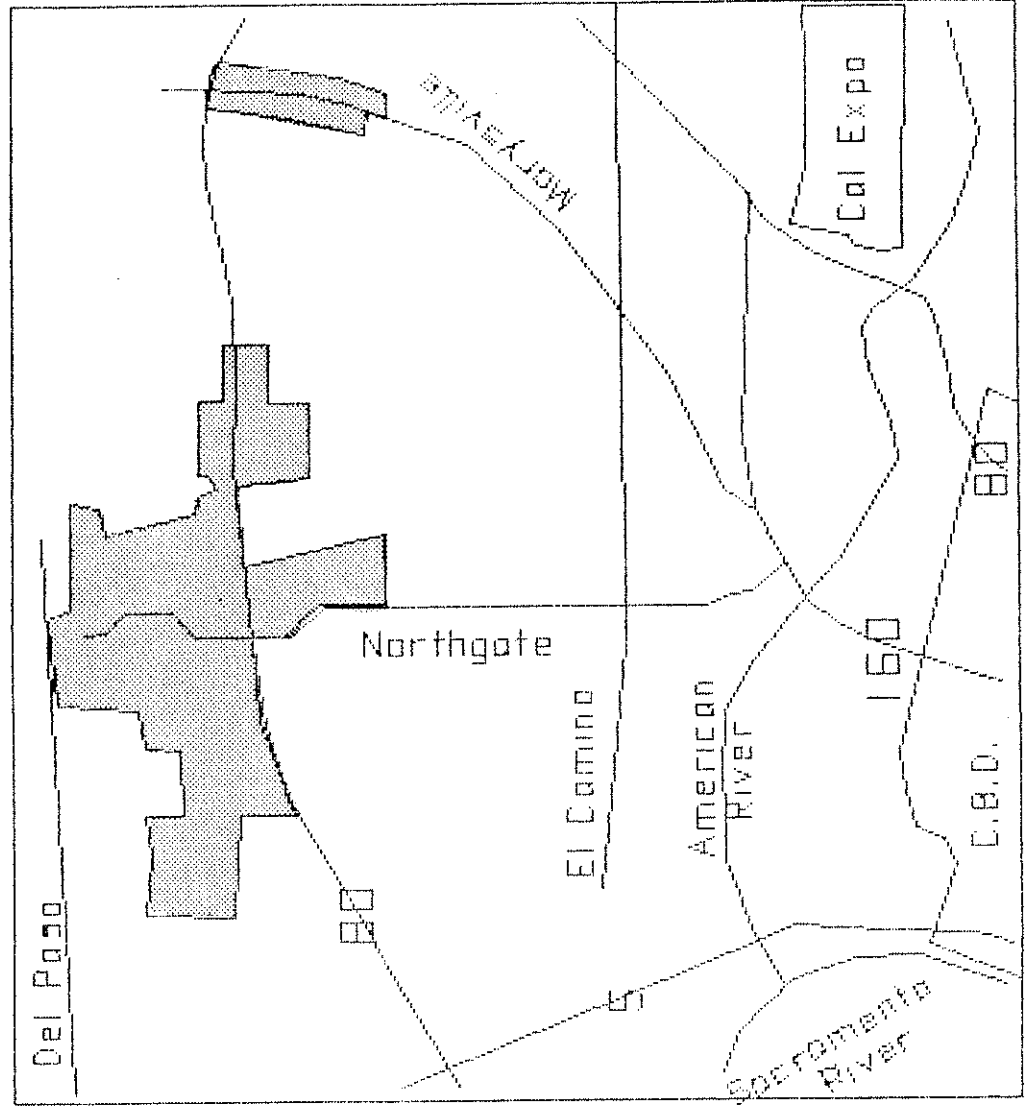 Del Paso
80
Northgate
Marysville
El Camino
5
American
River
160
80
Cal Expo
C.B.D.
Sacramento
River